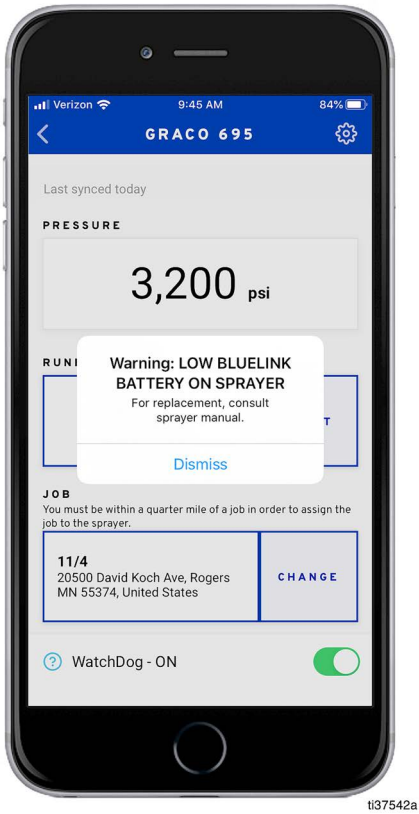 Verizon 9:45 AM 84%
GRACO 695
Last synced today
PRESSURE
3,200 psi
Warning: LOW BLUELINK
BATTERY ON SPRAYER
For replacement, consult
sprayer manual.
Dismiss
JOB
You must be within a quarter mile of a job in order to assign the
job to the sprayer.
11/4
20500 David Koch Ave, Rogers
MN 55374, United States
CHANGE
? WatchDog - ON
ti37542a